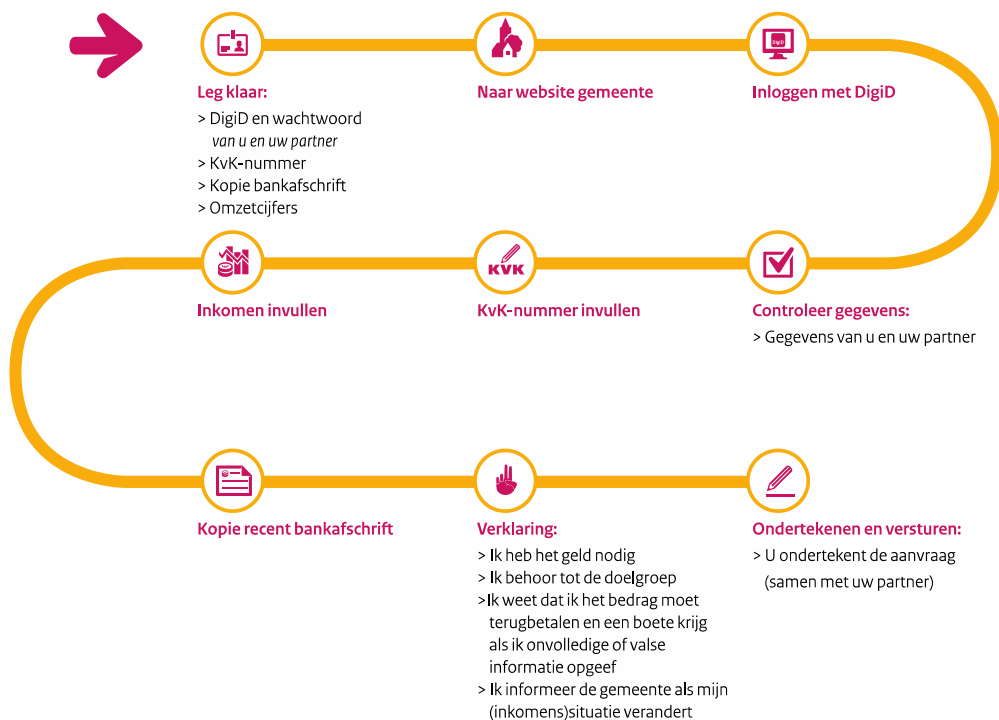 Leg klaar:
> DigiD en wachtwoord
van u en uw partner
> KvK-nummer
> Kopie bankafschrift
> Omzetcijfers
Naar website gemeente
DigiD
Inloggen met DigiD
Controleer gegevens:
> Gegevens van u en uw partner
KVK
KvK-nummer invullen
Inkomen invullen
Kopie recent bankafschrift
Verklaring:
> Ik heb het geld nodig
> Ik behoor tot de doelgroep
>Ik weet dat ik het bedrag moet
terugbetalen en een boete krijg
als ik onvolledige of valse
informatie opgeef
> Ik informeer de gemeente als mijn
(inkomens)situatie verandert
Ondertekenen en versturen:
> U ondertekent de aanvraag
(samen met uw partner)